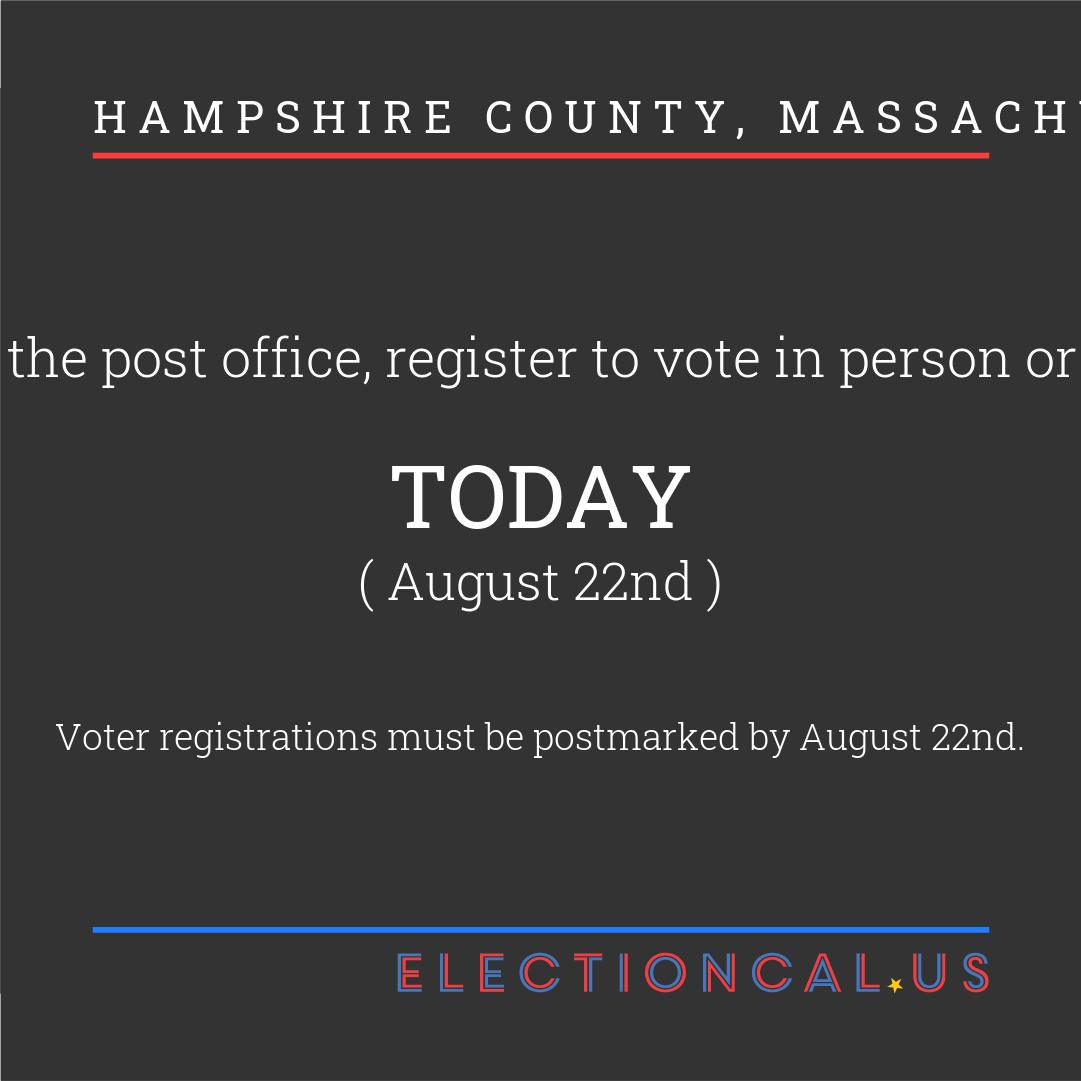 HAMPSHIRE COUNTY, MASSACH
the post office, register to vote in person or
TODAY
( August 22nd )
Voter registrations must be postmarked by August 22nd.
ELECTIONCAL.US